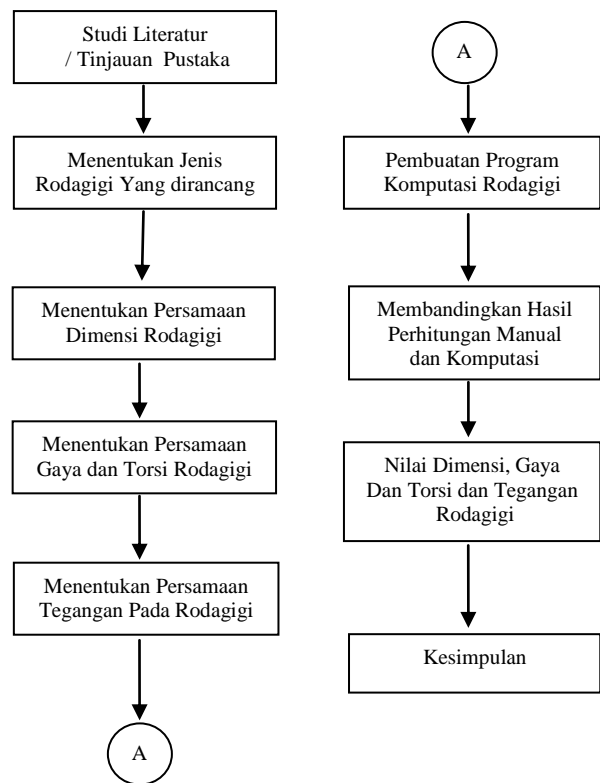 Studi Literatur
/ Tinjauan Pustaka
Menentukan Jenis
Rodagigi Yang dirancang
Menentukan Persamaan
Dimensi Rodagigi
Menentukan Persamaan
Gaya dan Torsi Rodagigi
Menentukan Persamaan
Tegangan Pada Rodagigi
A
A
Pembuatan Program
Komputasi Rodagigi
Membandingkan Hasil
Perhitungan Manual
dan Komputasi
Nilai Dimensi, Gaya
Dan Torsi dan Tegangan
Rodagigi
Kesimpulan